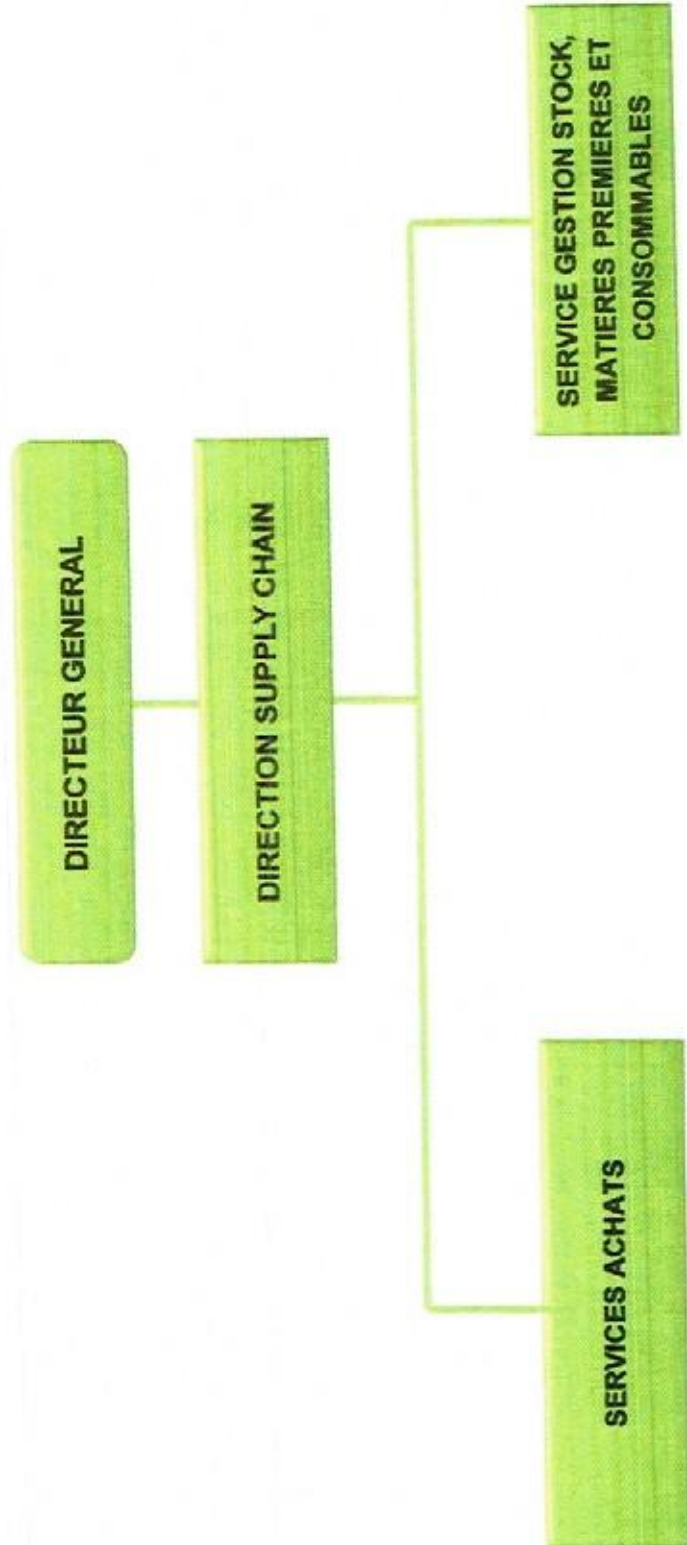 DIRECTEUR GENERAL
DIRECTION SUPPLY CHAIN
SERVICES ACHATS
SERVICE GESTION STOCK,
MATIERES PREMIERES ET
CONSOMMABLES